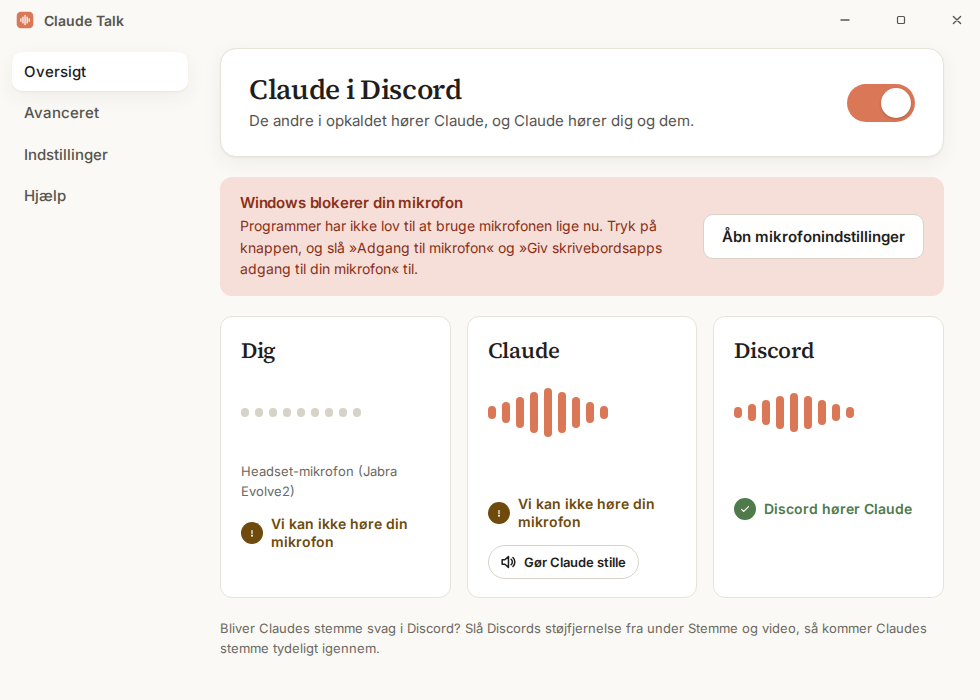 Claude Talk
Oversigt
Avanceret
Indstillinger
Hjælp
Claude i Discord
De andre i opkaldet hører Claude, og Claude hører dig og dem.
Windows blokerer din mikrofon
Programmer har ikke lov til at bruge mikrofonen lige nu. Tryk på
knappen, og slå »Adgang til mikrofon« og »Giv skrivebordsapps
adgang til din mikrofon« til.
Åbn mikrofonindstillinger
Dig
Headset-mikrofon (Jabra
Evolve2)
Vi kan ikke høre din
mikrofon
Claude
Vi kan ikke høre din
mikrofon
Gør Claude stille
Discord
Discord hører Claude
Bliver Claudes stemme svag i Discord? Slå Discords støjfjernelse fra under Stemme og video, så kommer Claudes
stemme tydeligt igennem.